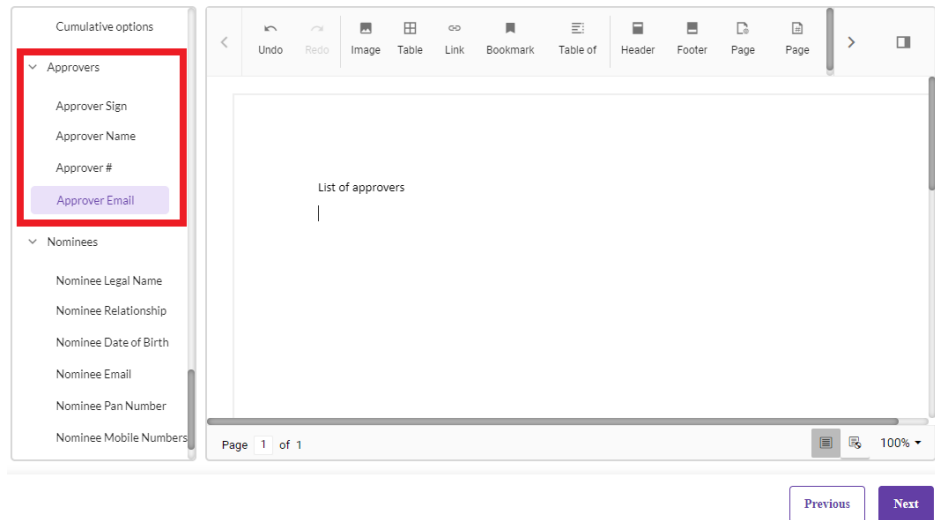 Cumulative options
Approvers
Approver Sign
Approver Name
Approver #
Approver Email
Nominees
Nominee Legal Name
Nominee Relationship
Nominee Date of Birth
Nominee Email
Nominee Pan Number
Nominee Mobile Numbers
Undo Redo Image Table Link Bookmark Table of Header Footer Page Page
List of approvers
Page 1 of 1
100%
Previous Next